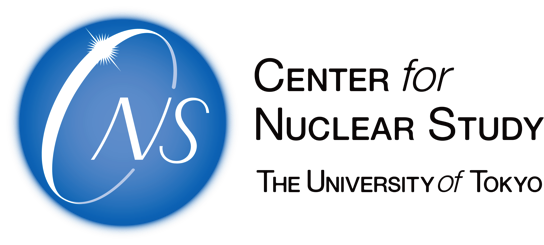 CNS
CENTER for
NUCLEAR STUDY
THE UNIVERSITY of TOKYO